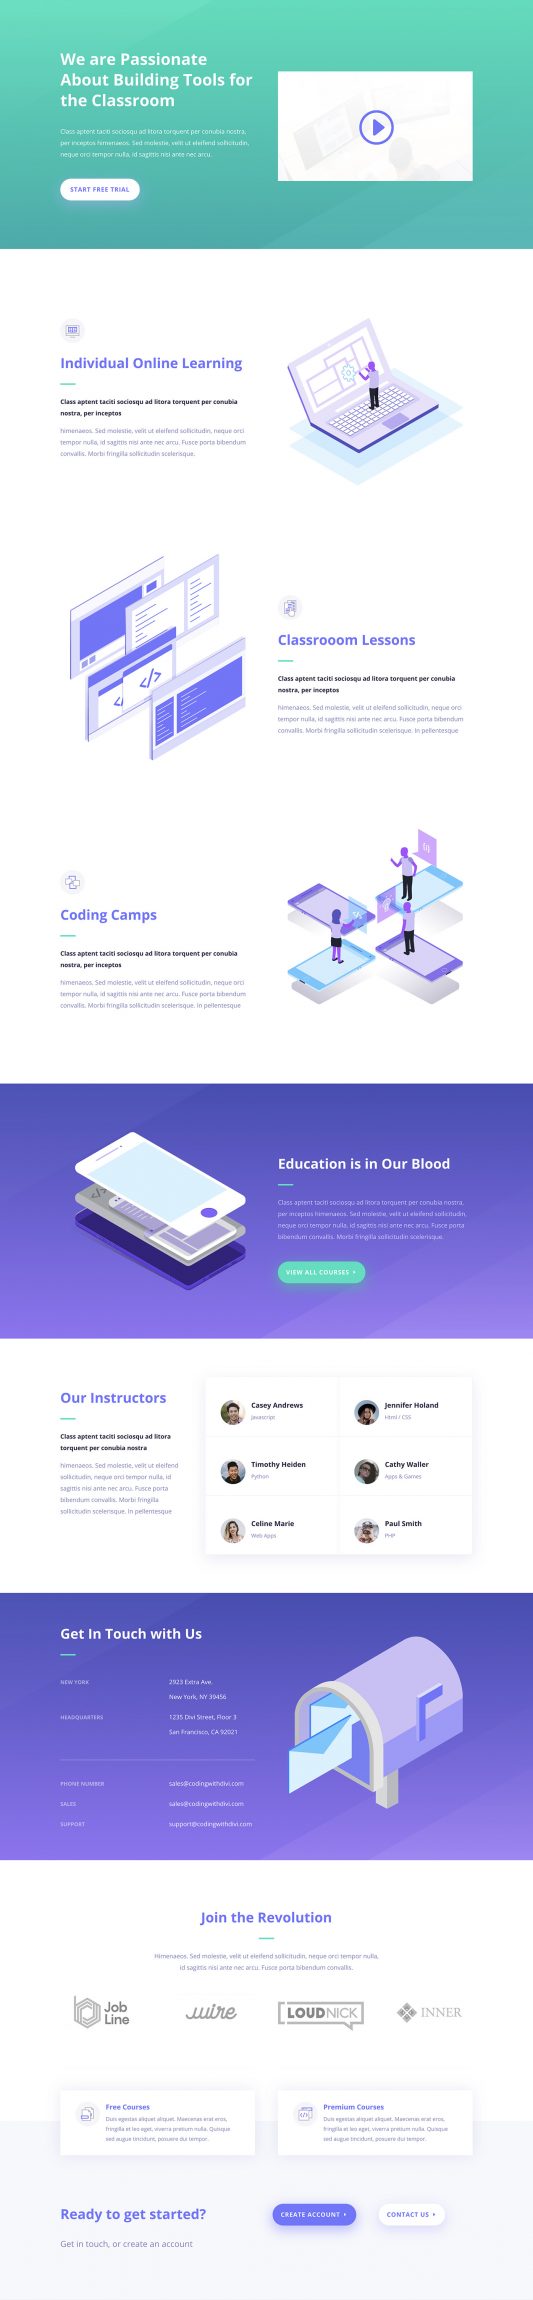 We are Passionate
About Building Tools for
the Classroom
Class aptent taciti sociosqu ad litora torquent per conubia nostra,
per inceptos himenaeos. Sed molestie, velit ut eleifend sollicitudin,
neque orci tempor nulla, id sagittis nisi ante nec arcu.
START FREE TRIAL
Individual Online Learning
Class aptent taciti sociosqu ad litora torquent per conubia
nostra, per inceptos
himenaeos. Sed molestie, velit ut eleifend sollicitudin, neque orci
tempor nulla, id sagittis nisi ante nec arcu. Fusce porta bibendum
convallis. Morbi fringilla sollicitudin scelerisque.
</>
Classrooom Lessons
Class aptent taciti sociosqu ad litora torquent per conubia
nostra, per inceptos
himenaeos. Sed molestie, velit ut eleifend sollicitudin, neque orci
tempor nulla, id sagittis nisi ante nec arcu. Fusce porta bibendum
convallis. Morbi fringilla sollicitudin scelerisque. In pellentesque
Coding Camps
Class aptent taciti sociosqu ad litora torquent per conubia
nostra, per inceptos
himenaeos. Sed molestie, velit ut eleifend sollicitudin, neque orci
tempor nulla, id sagittis nisi ante nec arcu. Fusce porta bibendum
convallis. Morbi fringilla sollicitudin scelerisque. In pellentesque
Education is in Our Blood
Class aptent taciti sociosqu ad litora torquent per conubia nostra,
per inceptos himenaeos. Sed molestie, velit ut eleifend sollicitudin,
neque orci tempor nulla, id sagittis nisi ante nec arcu. Fusce porta
bibendum convallis. Morbi fringilla sollicitudin scelerisque.
VIEW ALL COURSES
Our Instructors
Class aptent taciti sociosqu ad litora
torquent per conubia nostra
himenaeos. Sed molestie, velit ut eleifend
sollicitudin, neque orci tempor nulla, id
sagittis nisi ante nec arcu. Fusce porta
bibendum convallis. Morbi fringilla
sollicitudin scelerisque. In pellentesque
Casey Andrews
Javascript
Jennifer Holand
Html / CSS
Timothy Heiden
Python
Cathy Waller
Apps & Games
Celine Marie
Web Apps
Paul Smith
PHP
Get In Touch with Us
NEW YORK
2923 Extra Ave,
New York, NY 39456
HEADQUARTERS
1235 Divi Street, Floor 3
San Francisco, CA 92021
PHONE NUMBER
sales@codingwithdivi.com
SALES
sales@codingwithdivi.com
SUPPORT
support@codingwithdivi.com
Join the Revolution
Himenaeos. Sed molestie, velit ut eleifend sollicitudin, neque orci tempor nulla,
id sagittis nisi ante nec arcu. Fusce porta bibendum convallis.
Job
Line
wire
LOUDNICK
INNER
Free Courses
Duis egestas aliquet aliquet. Maecenas erat eros,
fringilla et leo eget, viverra pretium nulla. Quisque
sed augue tincidunt, posuere dui tempor.
Premium Courses
Duis egestas aliquet aliquet. Maecenas erat eros,
fringilla et leo eget, viverra pretium nulla. Quisque
sed augue tincidunt, posuere dui tempor.
Ready to get started?
Get in touch, or create an account
CREATE ACCOUNT
CONTACT US